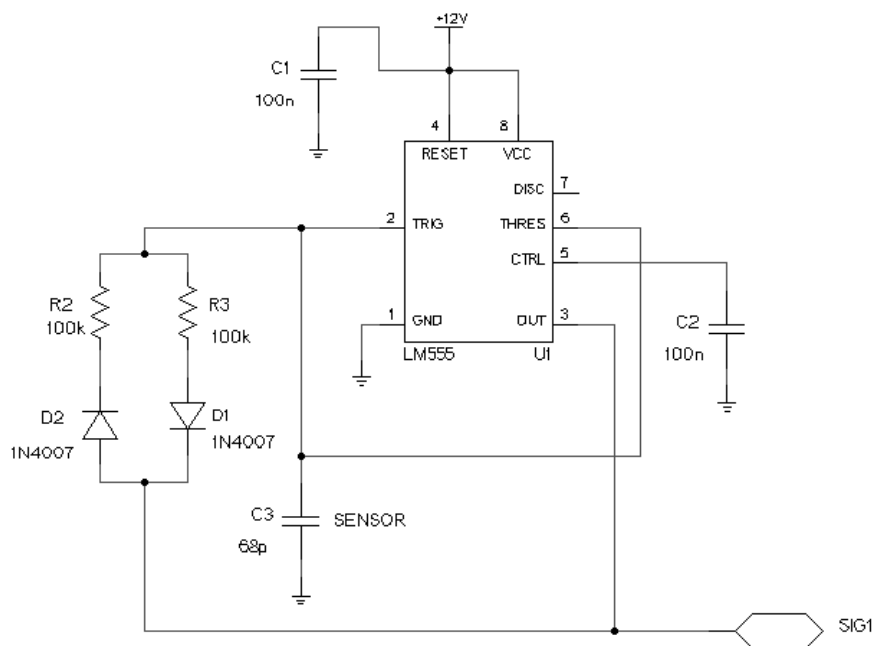 +12V
C1
100n
4
8
RESET
VCC
DISC
7
2
TRIG
THRES
6
CTRL
5
R2
100k
R3
100k
1
GND
OUT
3
C2
100n
LM555
U1
D2
1N4007
D1
1N4007
C3
SENSOR
68p
SIG1